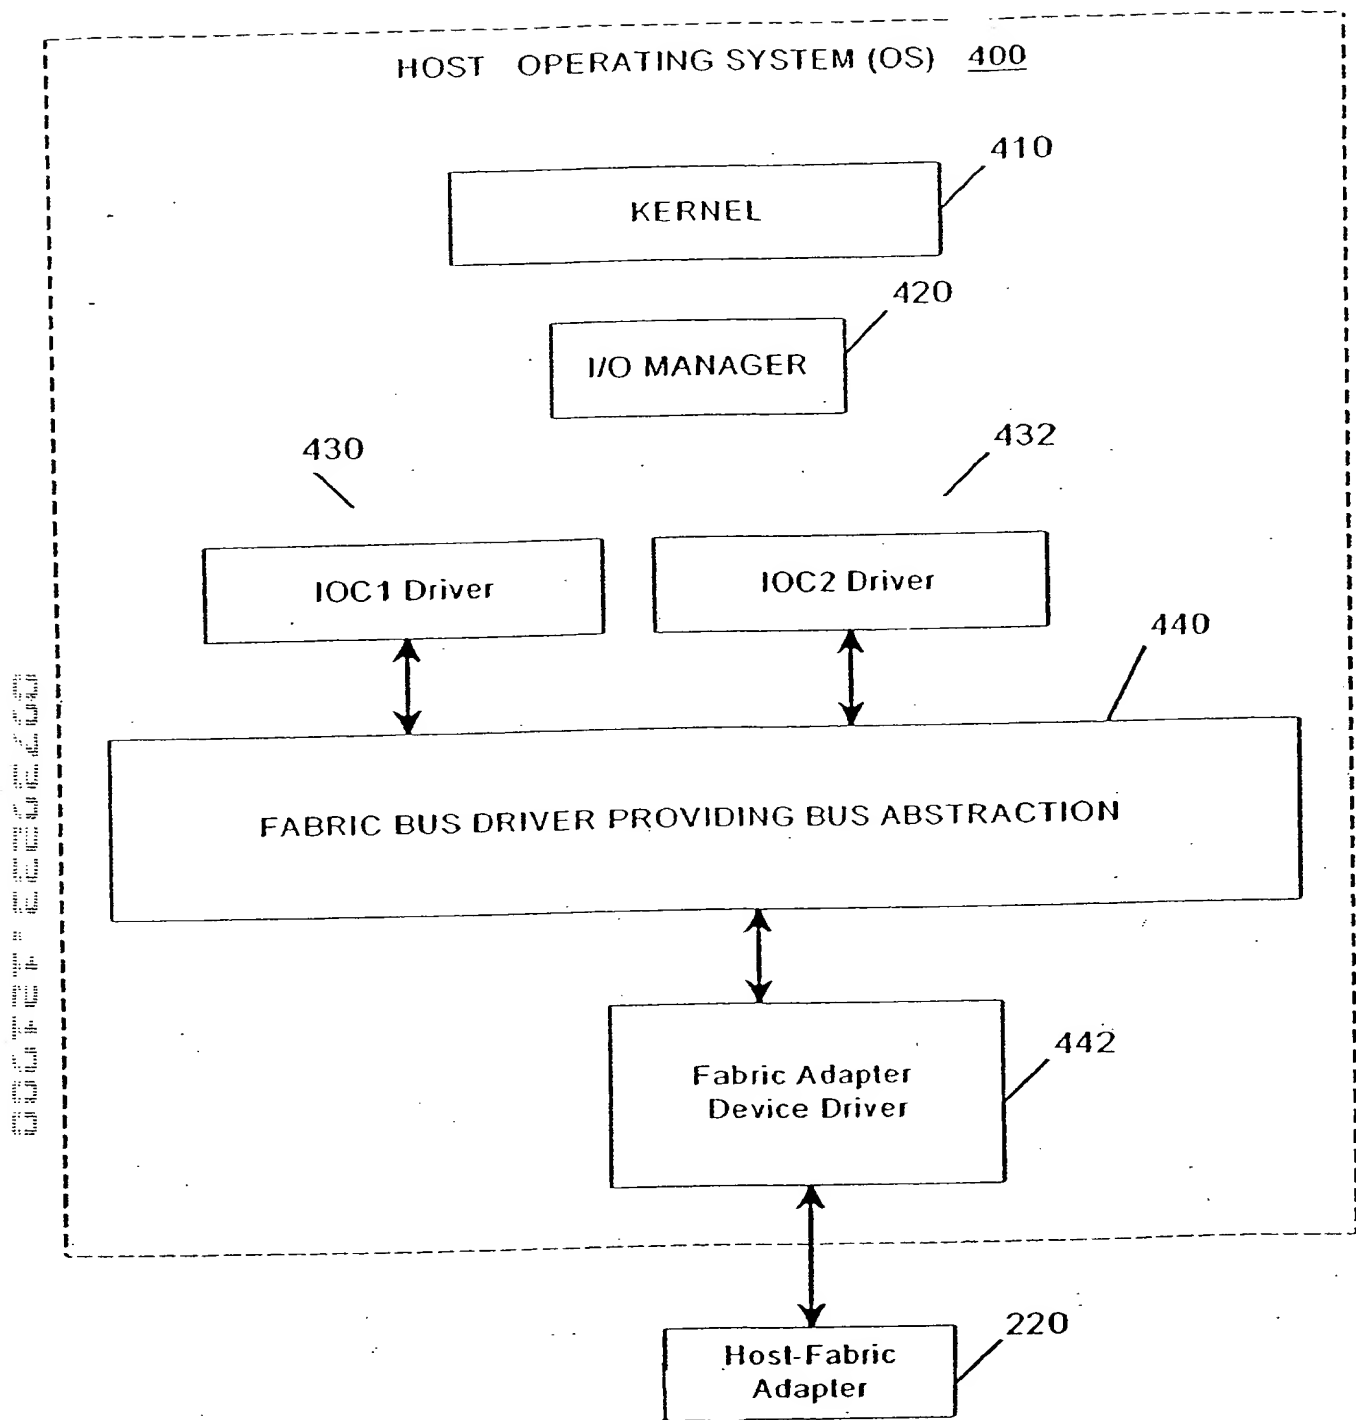 HOST OPERATING SYSTEM (OS) 400
410
KERNEL
420
I/O MANAGER
430
432
IOC1 Driver
IOC2 Driver
440
FABRIC BUS DRIVER PROVIDING BUS ABSTRACTION
442
Fabric Adapter
Device Driver
220
Host-Fabric
Adapter